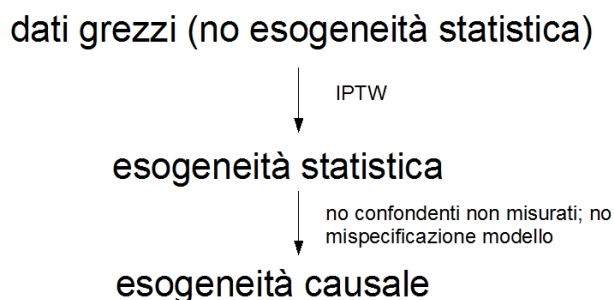 dati grezzi (no esogeneità statistica)
IPTW
esogeneità statistica
no confondenti non misurati; no
mispecificazione modello
esogeneità causale